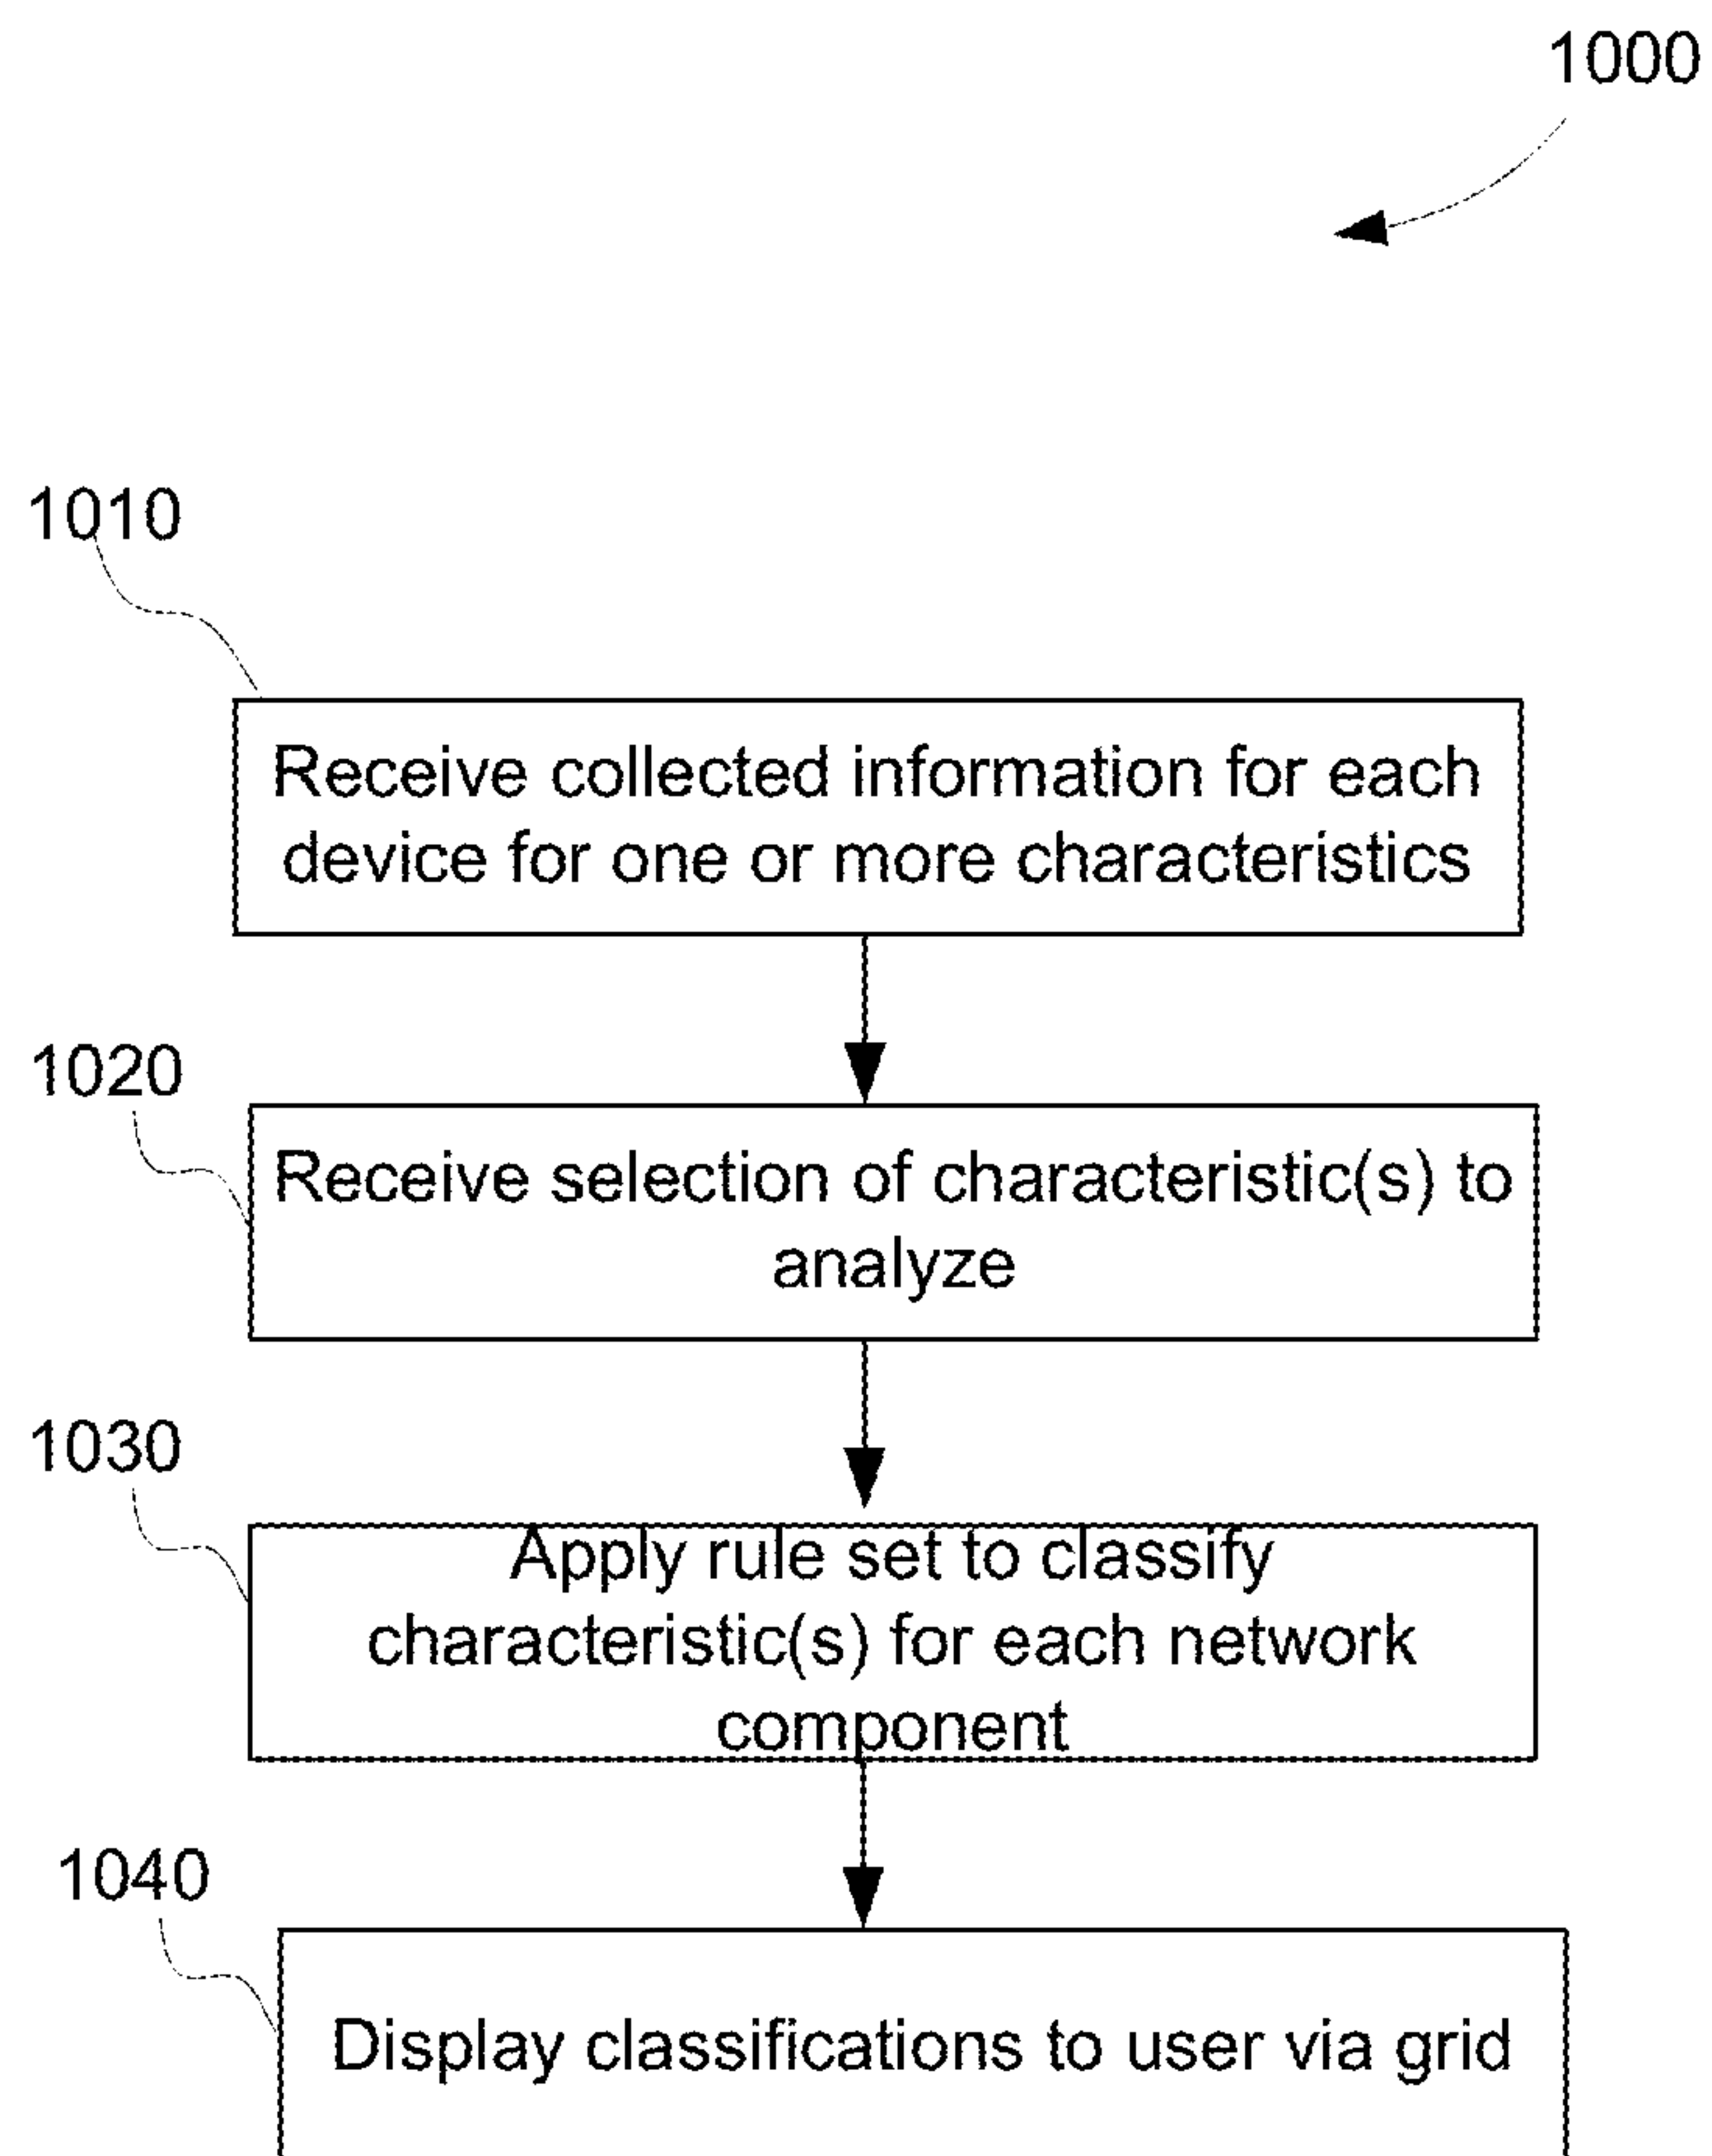 1000
1010
Receive collected information for each
device for one or more characteristics
1020
Receive selection of characteristic(s) to
analyze
1030
Apply rule set to classify
characteristic(s) for each network
component
1040
Display classifications to user via grid